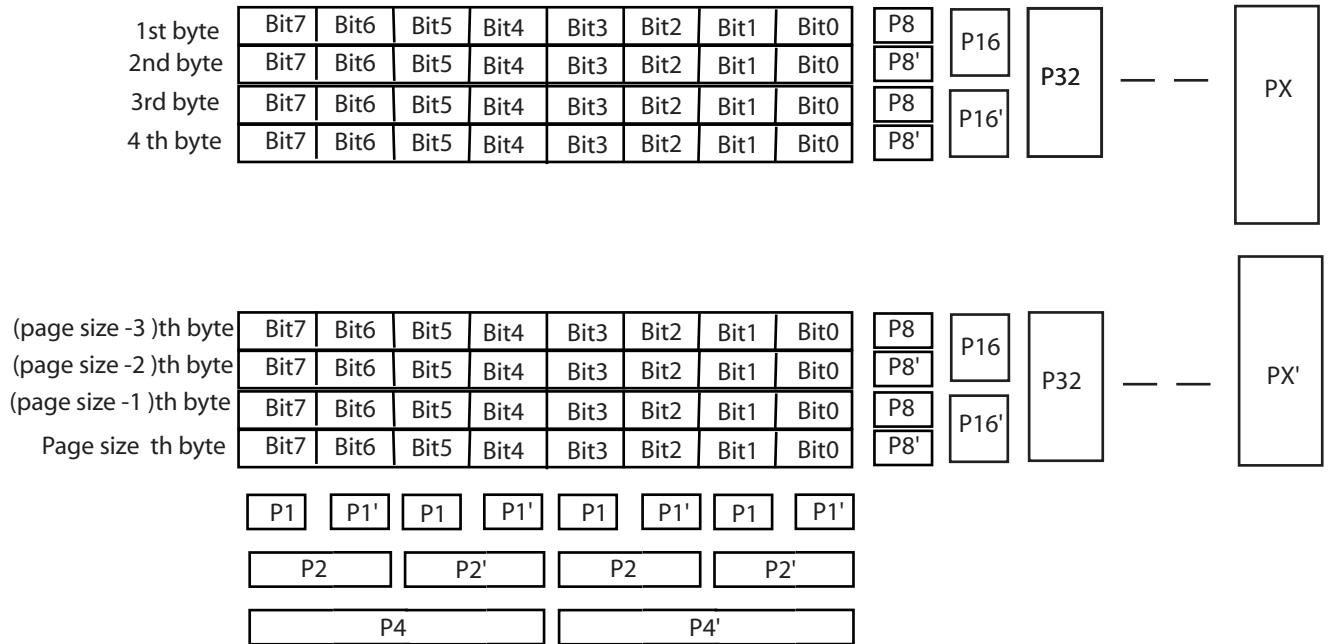 1st byte Bit7 Bit6 Bit5 Bit4 Bit3 Bit2 Bit1 Bit0 P8 P16 P32 PX
2nd byte Bit7 Bit6 Bit5 Bit4 Bit3 Bit2 Bit1 Bit0 P8'
3rd byte Bit7 Bit6 Bit5 Bit4 Bit3 Bit2 Bit1 Bit0 P8 P16'
4 th byte Bit7 Bit6 Bit5 Bit4 Bit3 Bit2 Bit1 Bit0 P8'
(page size -3 )th byte Bit7 Bit6 Bit5 Bit4 Bit3 Bit2 Bit1 Bit0 P8 P16 P32 PX'
(page size -2 )th byte Bit7 Bit6 Bit5 Bit4 Bit3 Bit2 Bit1 Bit0 P8'
(page size -1 )th byte Bit7 Bit6 Bit5 Bit4 Bit3 Bit2 Bit1 Bit0 P8 P16'
Page size th byte Bit7 Bit6 Bit5 Bit4 Bit3 Bit2 Bit1 Bit0 P8'
P1 P1' P1 P1' P1 P1' P1 P1'
P2 P2' P2 P2'
P4 P4'